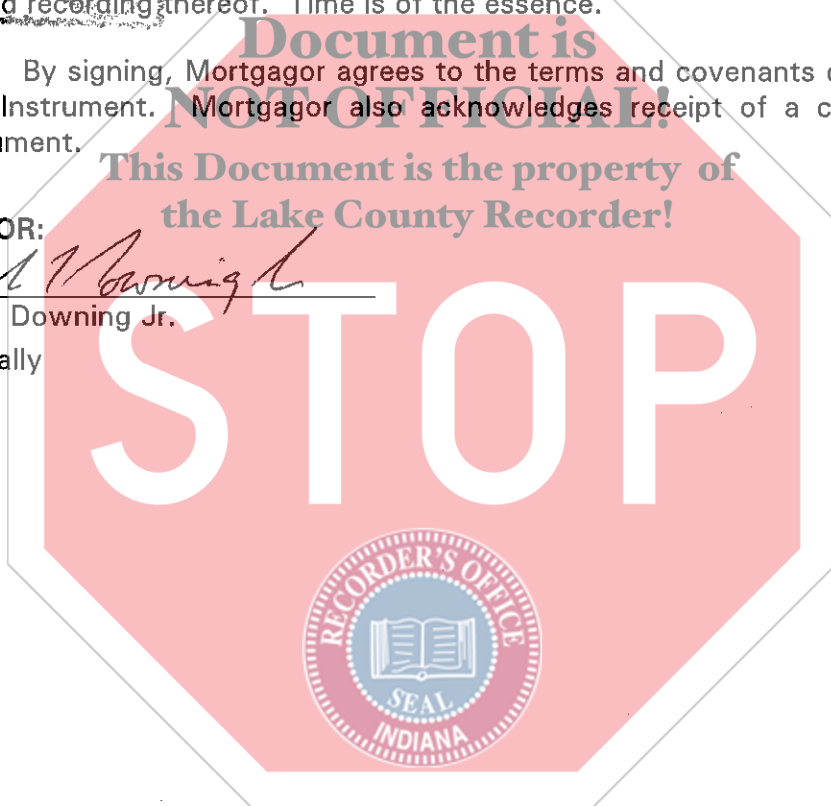 d recording thereof. Time is of the essence.
Document is
By signing, Mortgagor agrees to the terms and covenants
NOT OFFICIAL!
Instrument. Mortgagor also acknowledges receipt of a c
ment.
This Document is the property of
the Lake County Recorder!
OR:
Downing Jr.
ally
STOP
RECORDER'S OFFICE
SEAL
INDIANA